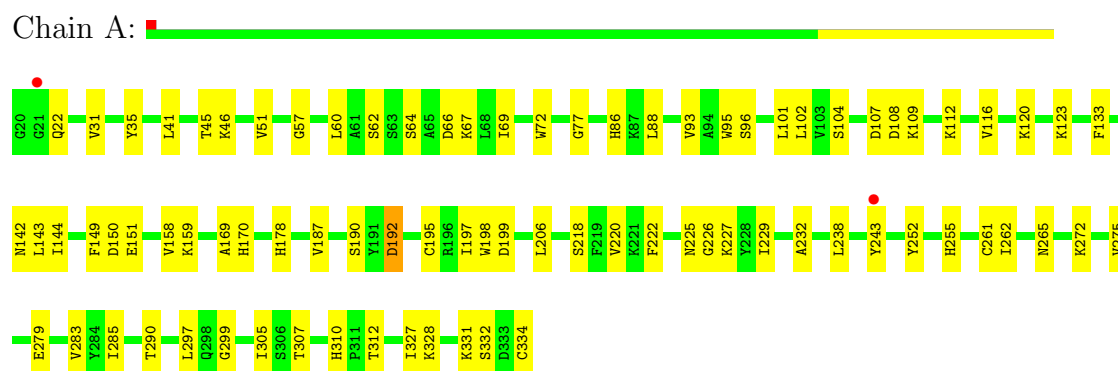 Chain A:
G20 G21 Q22 V31 Y35 L41 T45 K46 V51 G57 L60 A61 S62 S63 S64 A65 D66 K67 L68 I69 W72 G77 H86 K87 L88 V93 A94 W95 S96 L101 L102 V103 S104 D107 D108 K109 K112 V116 K120 K123 F133
N142 L143 I144 F149 D150 E151 V158 K159 A169 H170 H178 V187 S190 Y191 D192 C195 R196 I197 W198 D199 L206 S218 F219 V220 K221 F222 N225 G226 K227 Y228 I229 A232 L238 Y243 Y252 H255 C261 I262 N265 K272
E279 V283 Y284 I285 T290 L297 Q298 G299 I305 S306 T307 H310 P311 T312 I327 K328 K331 S332 D333 C334